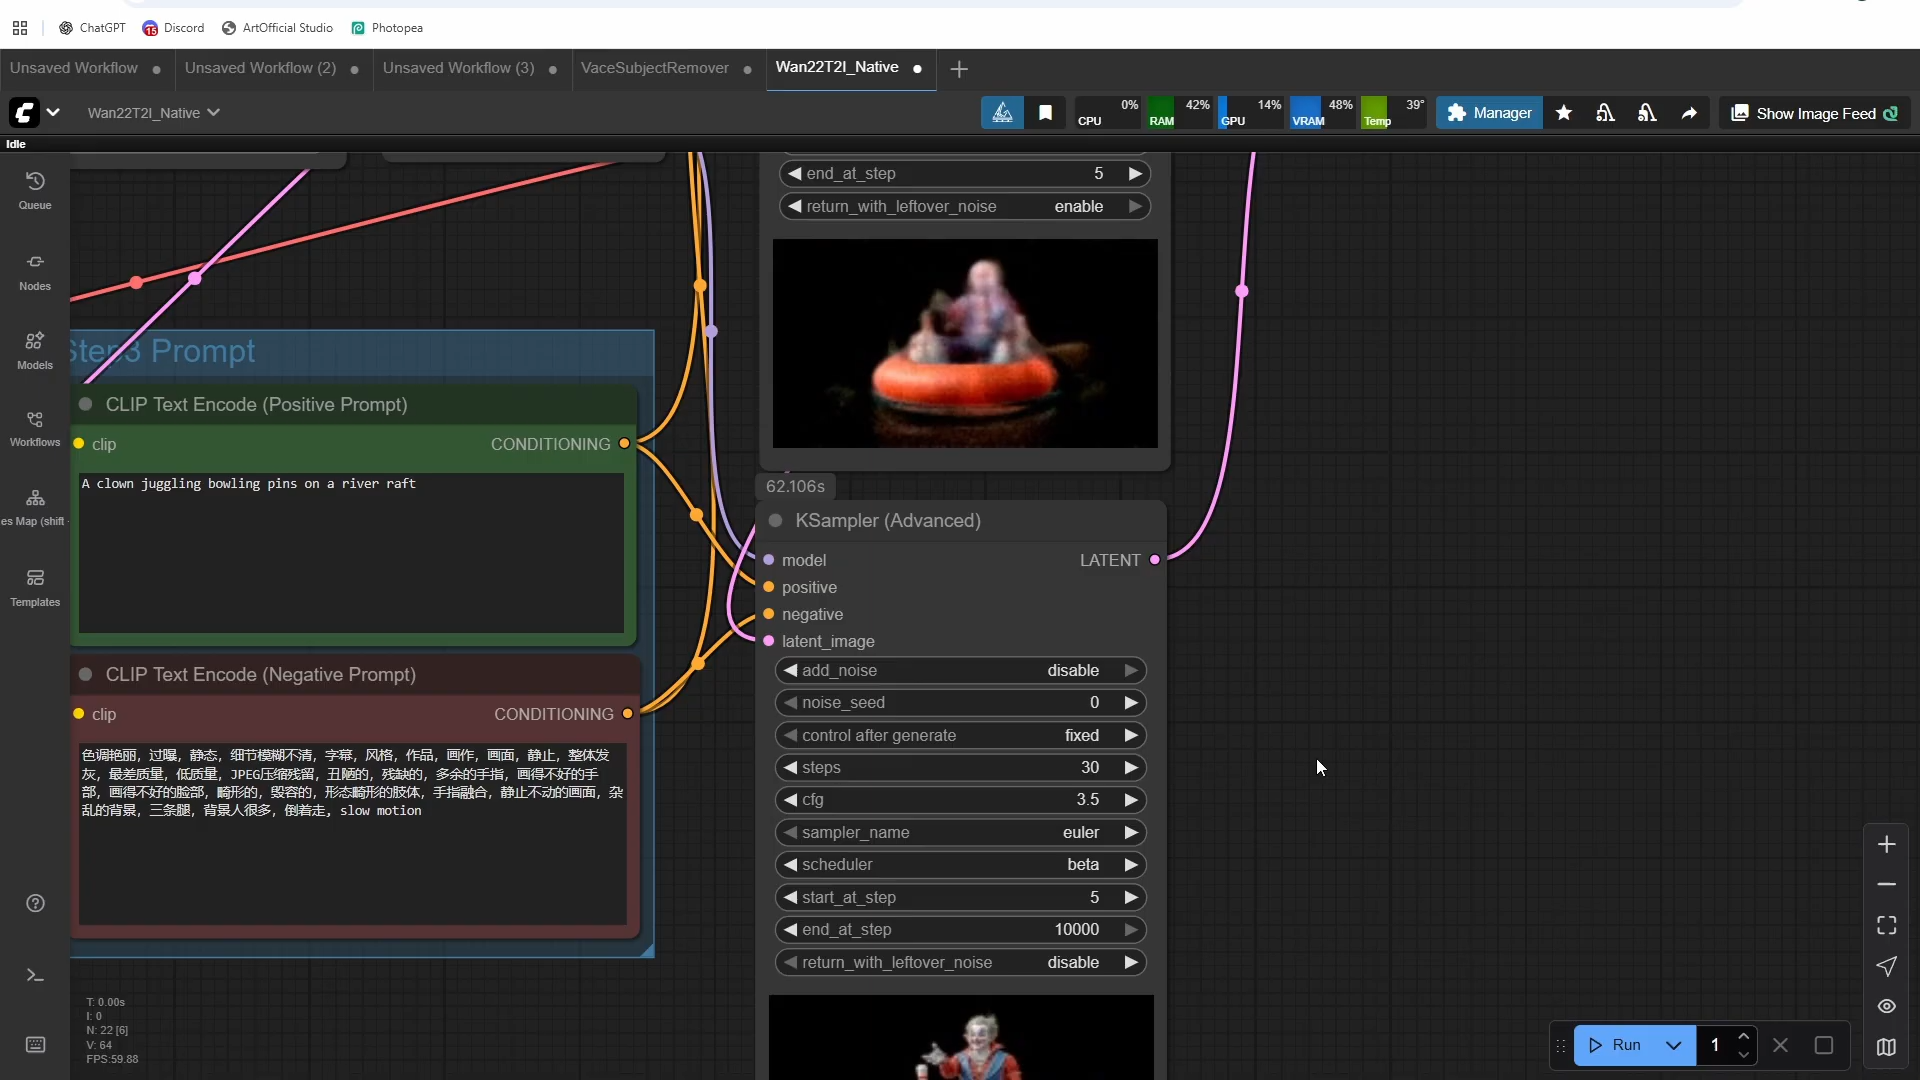 ChatGPT
15 Discord
ArtOfficial Studio
Photopea
Unsaved Workflow
Unsaved Workflow (2)
Unsaved Workflow (3)
VaceSubjectRemover
Wan22T2I_Native
Wan22T2I_Native
CPU 0%
RAM 42%
GPU 14%
VRAM 48%
Temp 39°
Manager
Show Image Feed
Idle
Queue
Nodes
Models
Workflows
es Map (shift
Templates
end_at_step 5
return_with_leftover_noise enable
Step3 Prompt
CLIP Text Encode (Positive Prompt)
clip CONDITIONING
A clown juggling bowling pins on a river raft
CLIP Text Encode (Negative Prompt)
clip CONDITIONING
色调艳丽，过曝，静态，细节模糊不清，字幕，风格，作品，画作，画面，静止，整体发
灰，最差质量，低质量，JPEG压缩残留，丑陋的，残缺的，多余的手指，画得不好的手
部，画得不好的脸部，畸形的，毁容的，形态畸形的肢体，手指融合，静止不动的画面，杂
乱的背景，三条腿，背景人很多，倒着走, slow motion
62.106s
KSampler (Advanced)
model LATENT
positive
negative
latent_image
add_noise disable
noise_seed 0
control after generate fixed
steps 30
cfg 3.5
sampler_name euler
scheduler beta
start_at_step 5
end_at_step 10000
return_with_leftover_noise disable
T: 0.00s
I: 0
N: 22 [6]
V: 64
FPS:59.88
Run
1